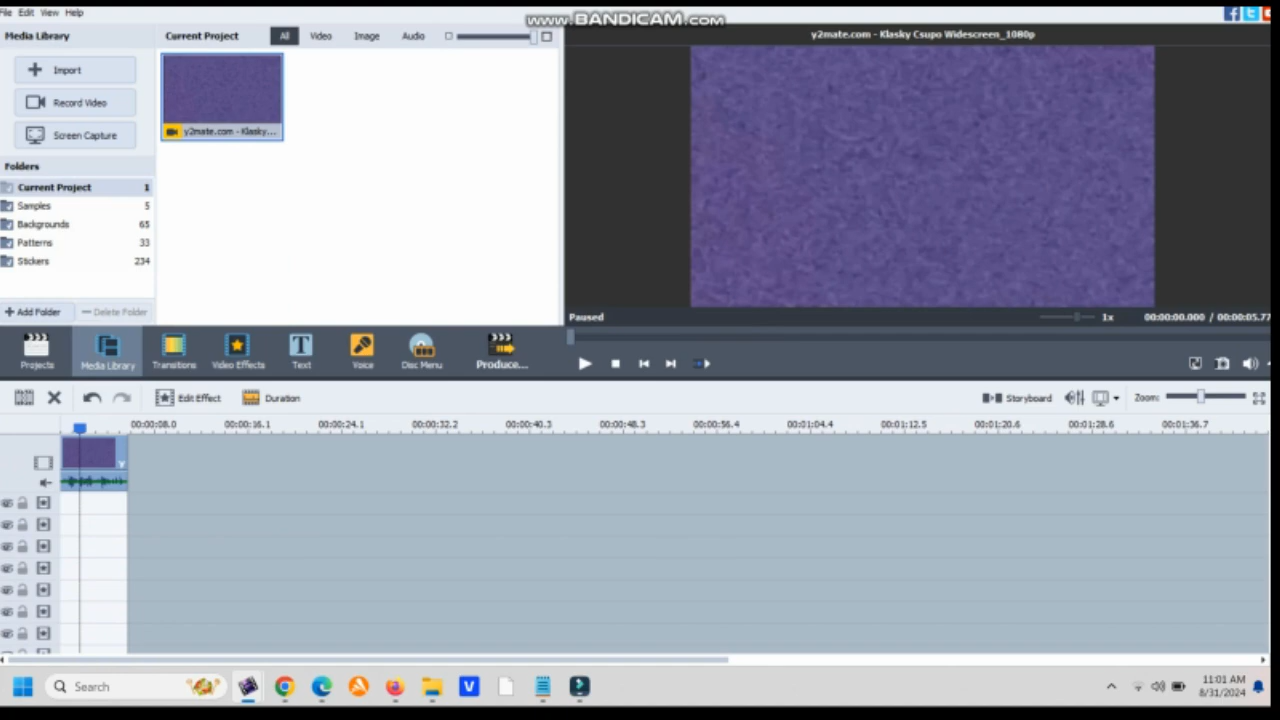 www.BANDICAM.com
File Edit View Help
Media Library
Current Project
All
Video
Image
Audio
y2mate.com - Klasky Csupo Widescreen_1080p
Import
Record Video
Screen Capture
y2mate.com - Klasky...
Folders
Current Project 1
Samples 5
Backgrounds 65
Patterns 33
Stickers 234
Add Folder
Delete Folder
Paused
1x
00:00:00.000 / 00:00:05.77
Projects
Media Library
Transitions
Video Effects
Text
Voice
Disc Menu
Produce...
Edit Effect
Duration
Storyboard
Zoom:
00:00:08.0 00:00:16.1 00:00:24.1 00:00:32.2 00:00:40.3 00:00:48.3 00:00:56.4 00:01:04.4 00:01:12.5 00:01:20.6 00:01:28.6 00:01:36.7
y
Search
V
11:01 AM
8/31/2024